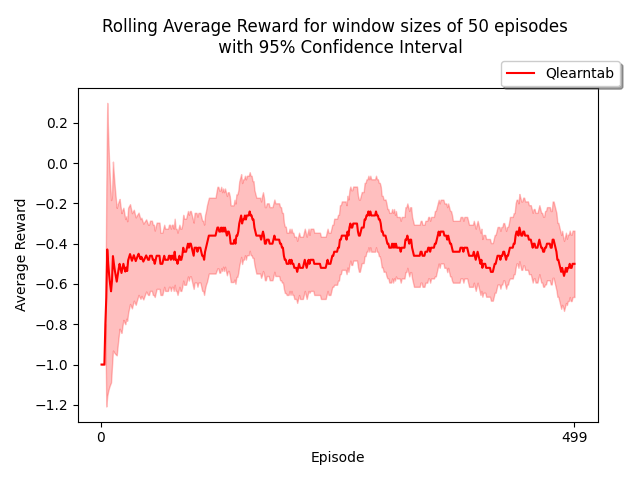 Rolling Average Reward for window sizes of 50 episodes
with 95% Confidence Interval
Qlearntab
0.2
0.0
−0.2
−0.4
−0.6
−0.8
−1.0
−1.2
Average Reward
0
499
Episode